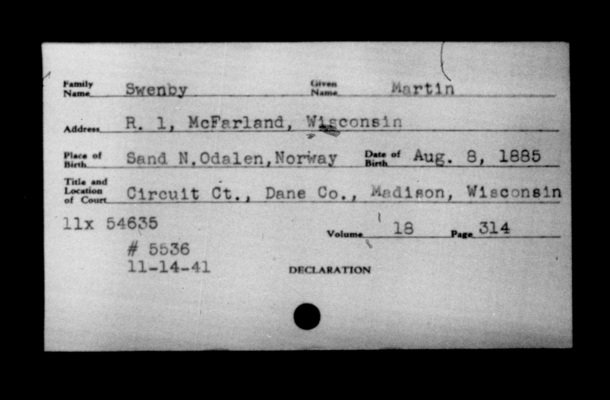 Family Name Swenby Given Name Martin
Address R. 1, McFarland, Wisconsin
Place of Birth Sand N.Odalen,Norway Date of Birth Aug. 8, 1885
Title and Location of Court Circuit Ct., Dane Co., Madison, Wisconsin
11x 54635
Volume 18 Page 314
# 5536
11-14-41 DECLARATION